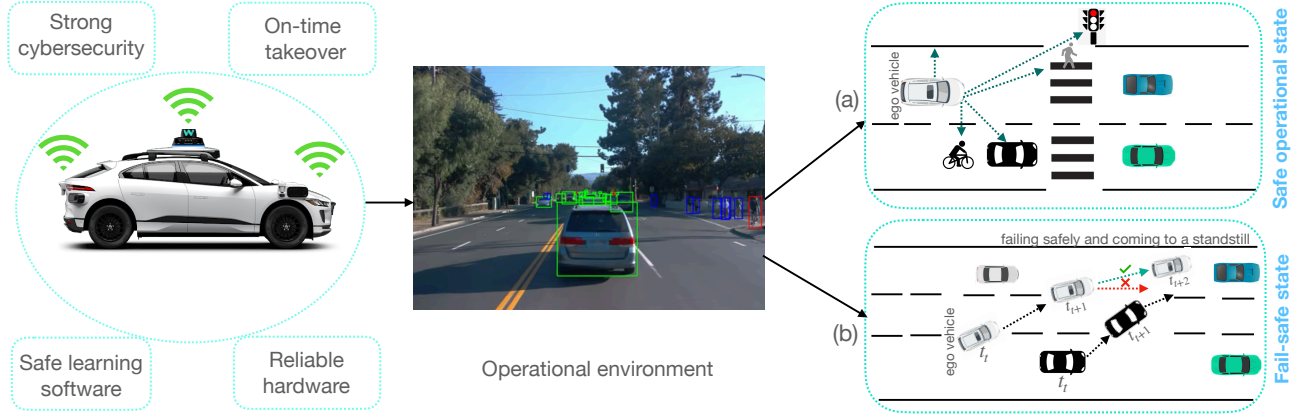 Strong
cybersecurity
On-time
takeover
W
Safe learning
software
Reliable
hardware
Operational environment
(a)
ego vehicle
Safe operational state
(b)
failing safely and coming to a standstill
ego vehicle
t_t
t_{t+1}
t_{t+2}
t_t
t_{t+1}
Fail-safe state